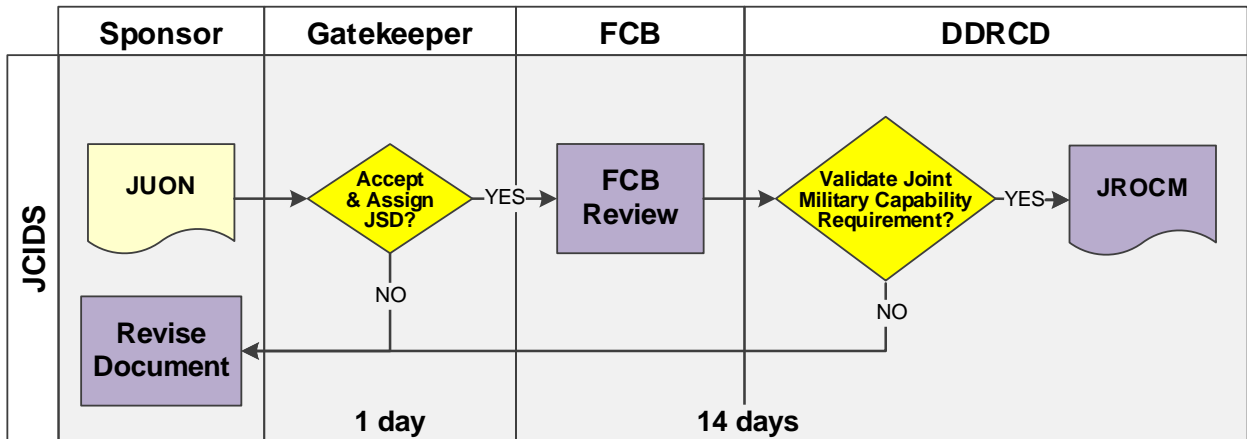 Sponsor
Gatekeeper
FCB
DDRCD
JCIDS
JUON
Accept
& Assign
JSD?
YES
FCB
Review
Validate Joint
Military Capability
Requirement?
YES
JROCM
NO
NO
Revise
Document
1 day
14 days